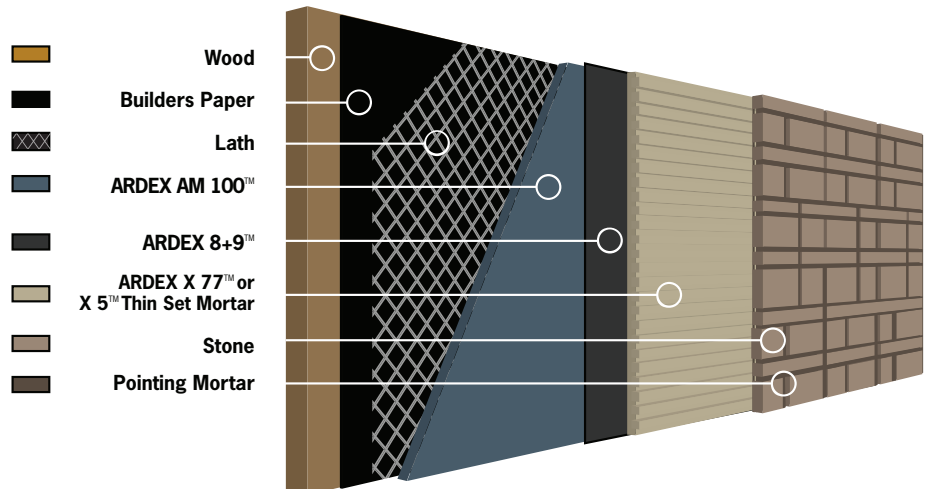 Wood
Builders Paper
Lath
ARDEX AM 100™
ARDEX 8+9™
ARDEX X 77™ or
X 5™ Thin Set Mortar
Stone
Pointing Mortar